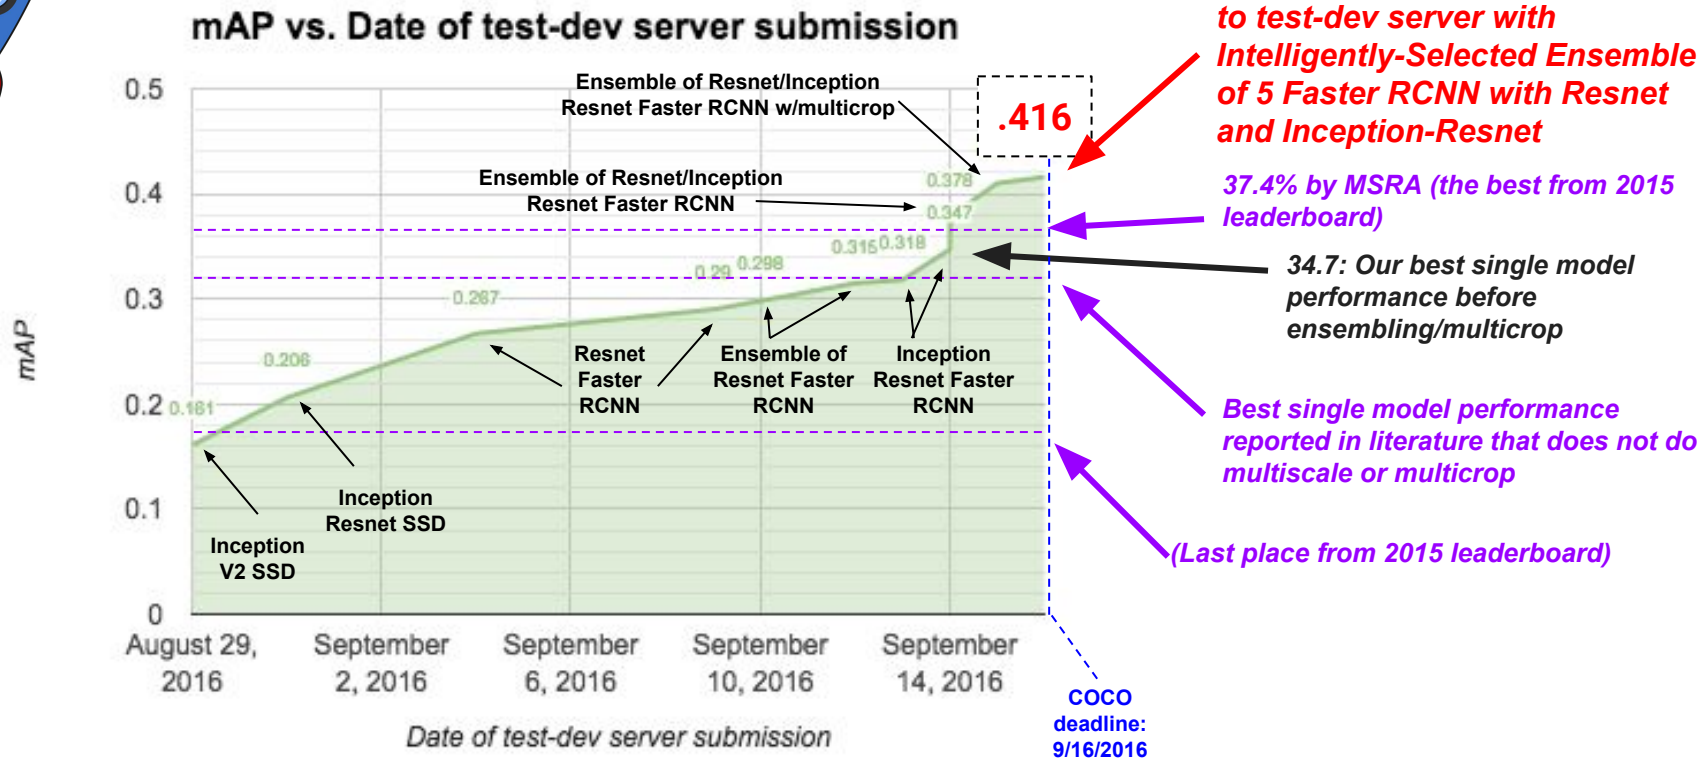 mAP vs. Date of test-dev server submission
to test-dev server with
Intelligently-Selected Ensemble
of 5 Faster RCNN with Resnet
and Inception-Resnet
.416
Ensemble of Resnet/Inception
Resnet Faster RCNN w/multicrop
Ensemble of Resnet/Inception
Resnet Faster RCNN
37.4% by MSRA (the best from 2015
leaderboard)
34.7: Our best single model
performance before
ensembling/multicrop
Best single model performance
reported in literature that does not do
multiscale or multicrop
(Last place from 2015 leaderboard)
mAP
0.5
0.4
0.3
0.2
0.1
0
0.161
0.206
0.267
0.29
0.298
0.315
0.318
0.347
0.378
Inception
V2 SSD
Inception
Resnet SSD
Resnet
Faster
RCNN
Ensemble of
Resnet Faster
RCNN
Inception
Resnet Faster
RCNN
August 29,
2016
September
2, 2016
September
6, 2016
September
10, 2016
September
14, 2016
Date of test-dev server submission
COCO
deadline:
9/16/2016